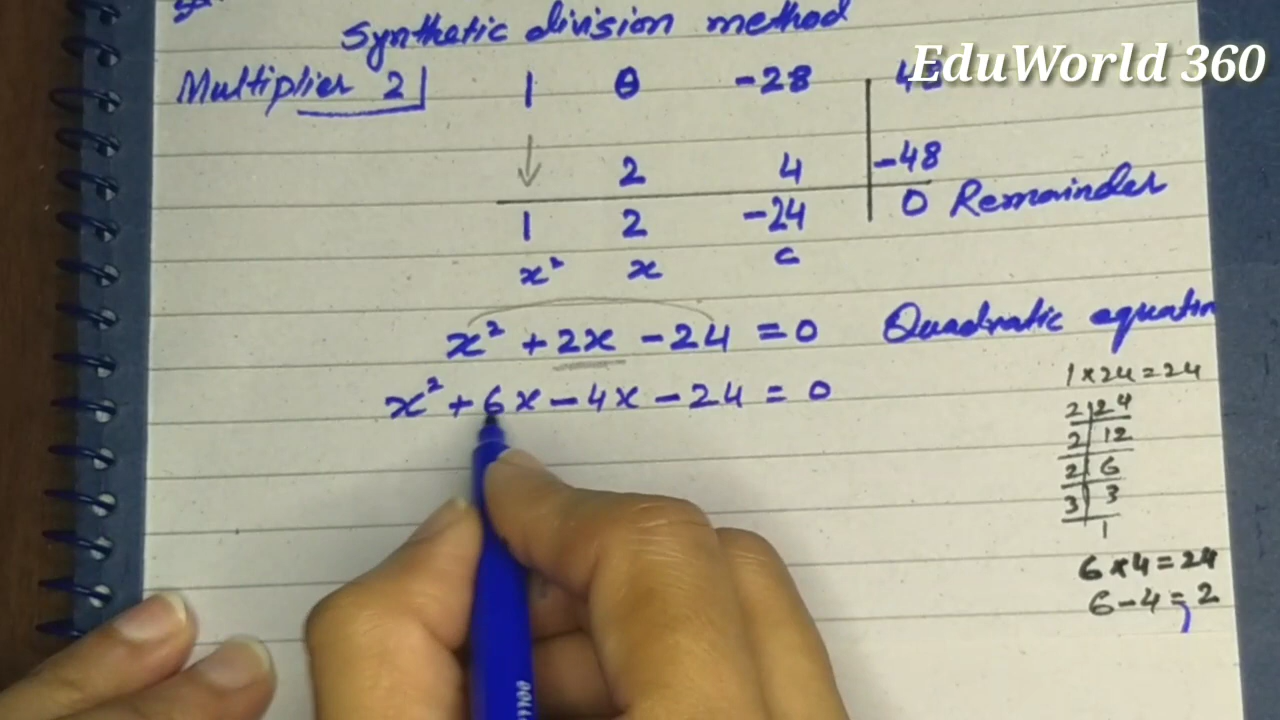 Synthetic division method
EduWorld 360
Multiplier 2 1 0 -28
2 4 -48
1 2 -24 0 Remainder
x² x c
x² + 2x - 24 = 0 Quadratic equation
x² + 6x - 4x - 24 = 0
1 x 24 = 24
2 24
2 12
2 6
3 3
1
6 x 4 = 24
6 - 4 = 2